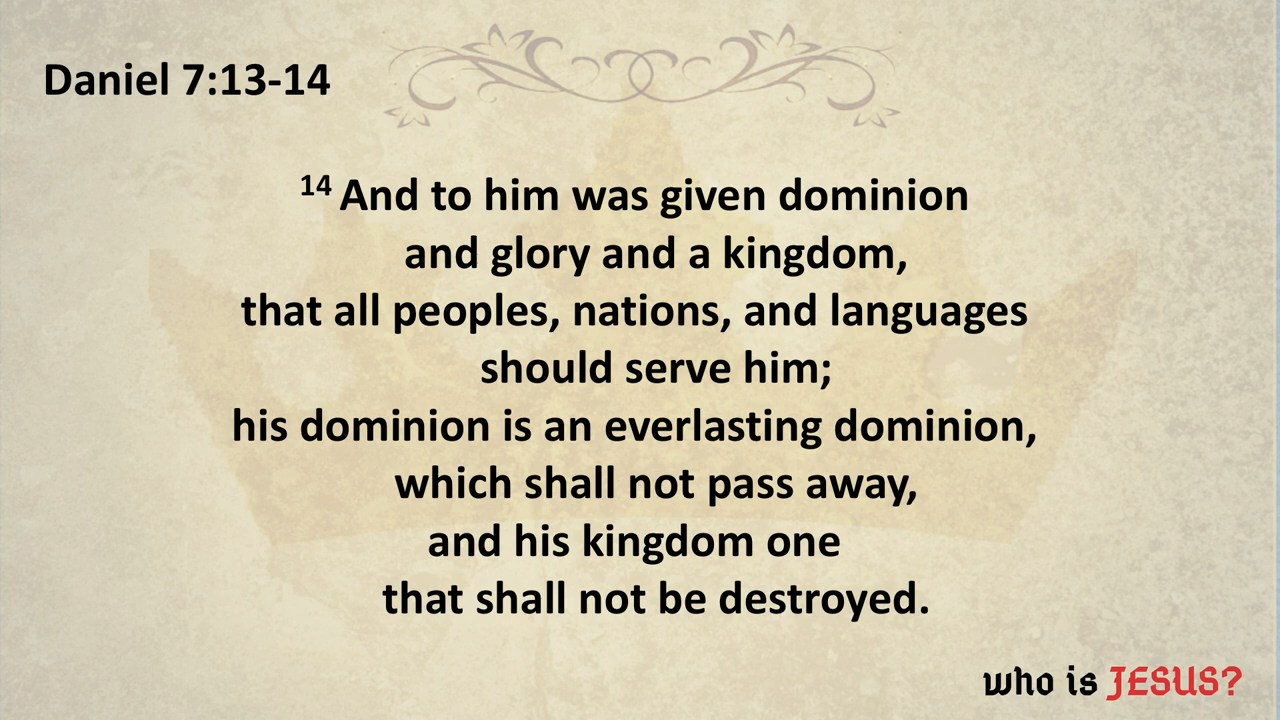 Daniel 7:13-14
14 And to him was given dominion
and glory and a kingdom,
that all peoples, nations, and languages
should serve him;
his dominion is an everlasting dominion,
which shall not pass away,
and his kingdom one
that shall not be destroyed.
who is JESUS?